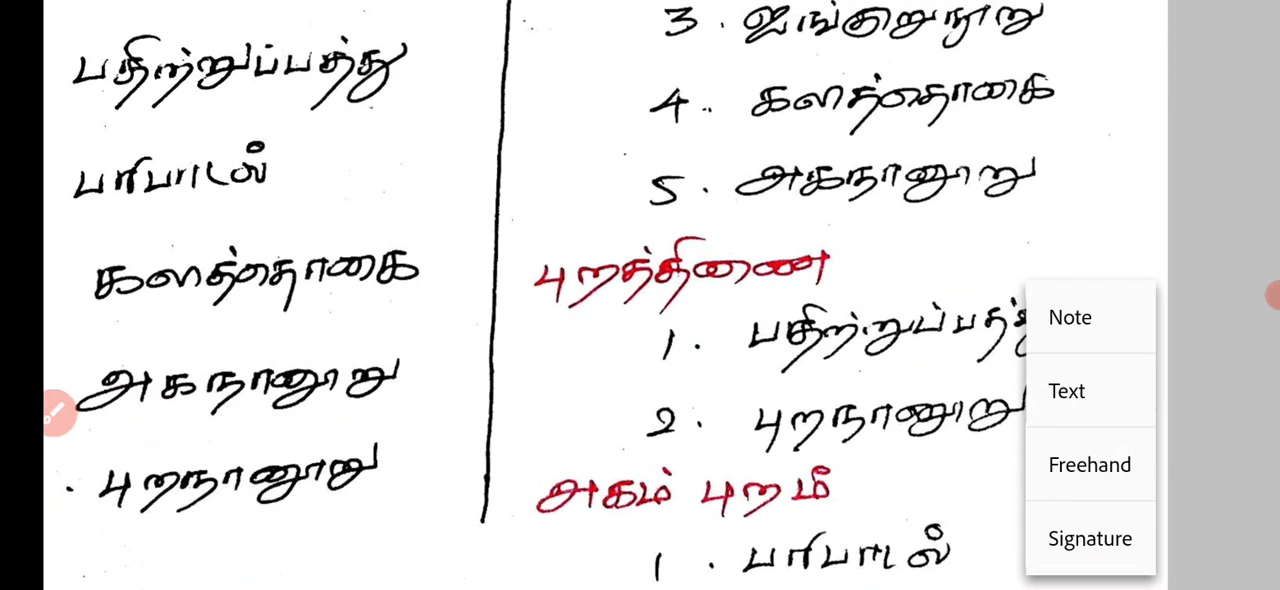 பதிற்றுப்பத்து
பரிபாடல்
கலித்தொகை
அகநானூறு
புறநானூறு
3. ஐங்குறுநூறு
4. கலித்தொகை
5. அகநானூறு
புறத்திணை
1. பதிற்றுப்பத்
2. புறநானூறு
அகம் புறம்
1. பரிபாடல்
Note
Text
Freehand
Signature